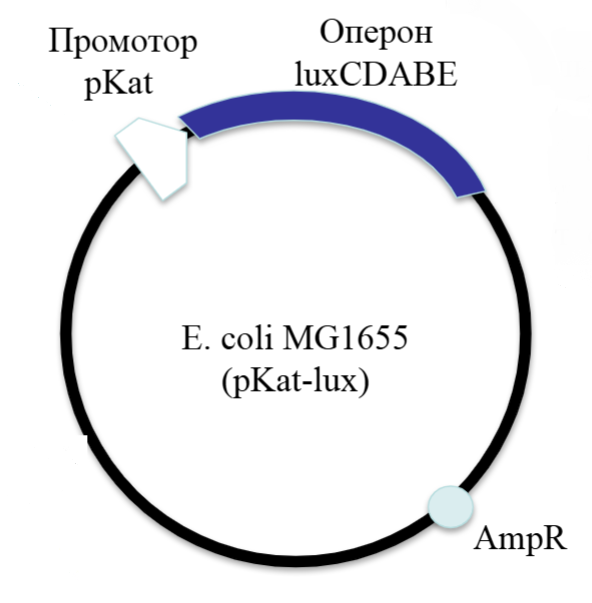 Промотор
pKat
Оперон
luxCDABE
E. coli MG1655
(pKat-lux)
AmpR